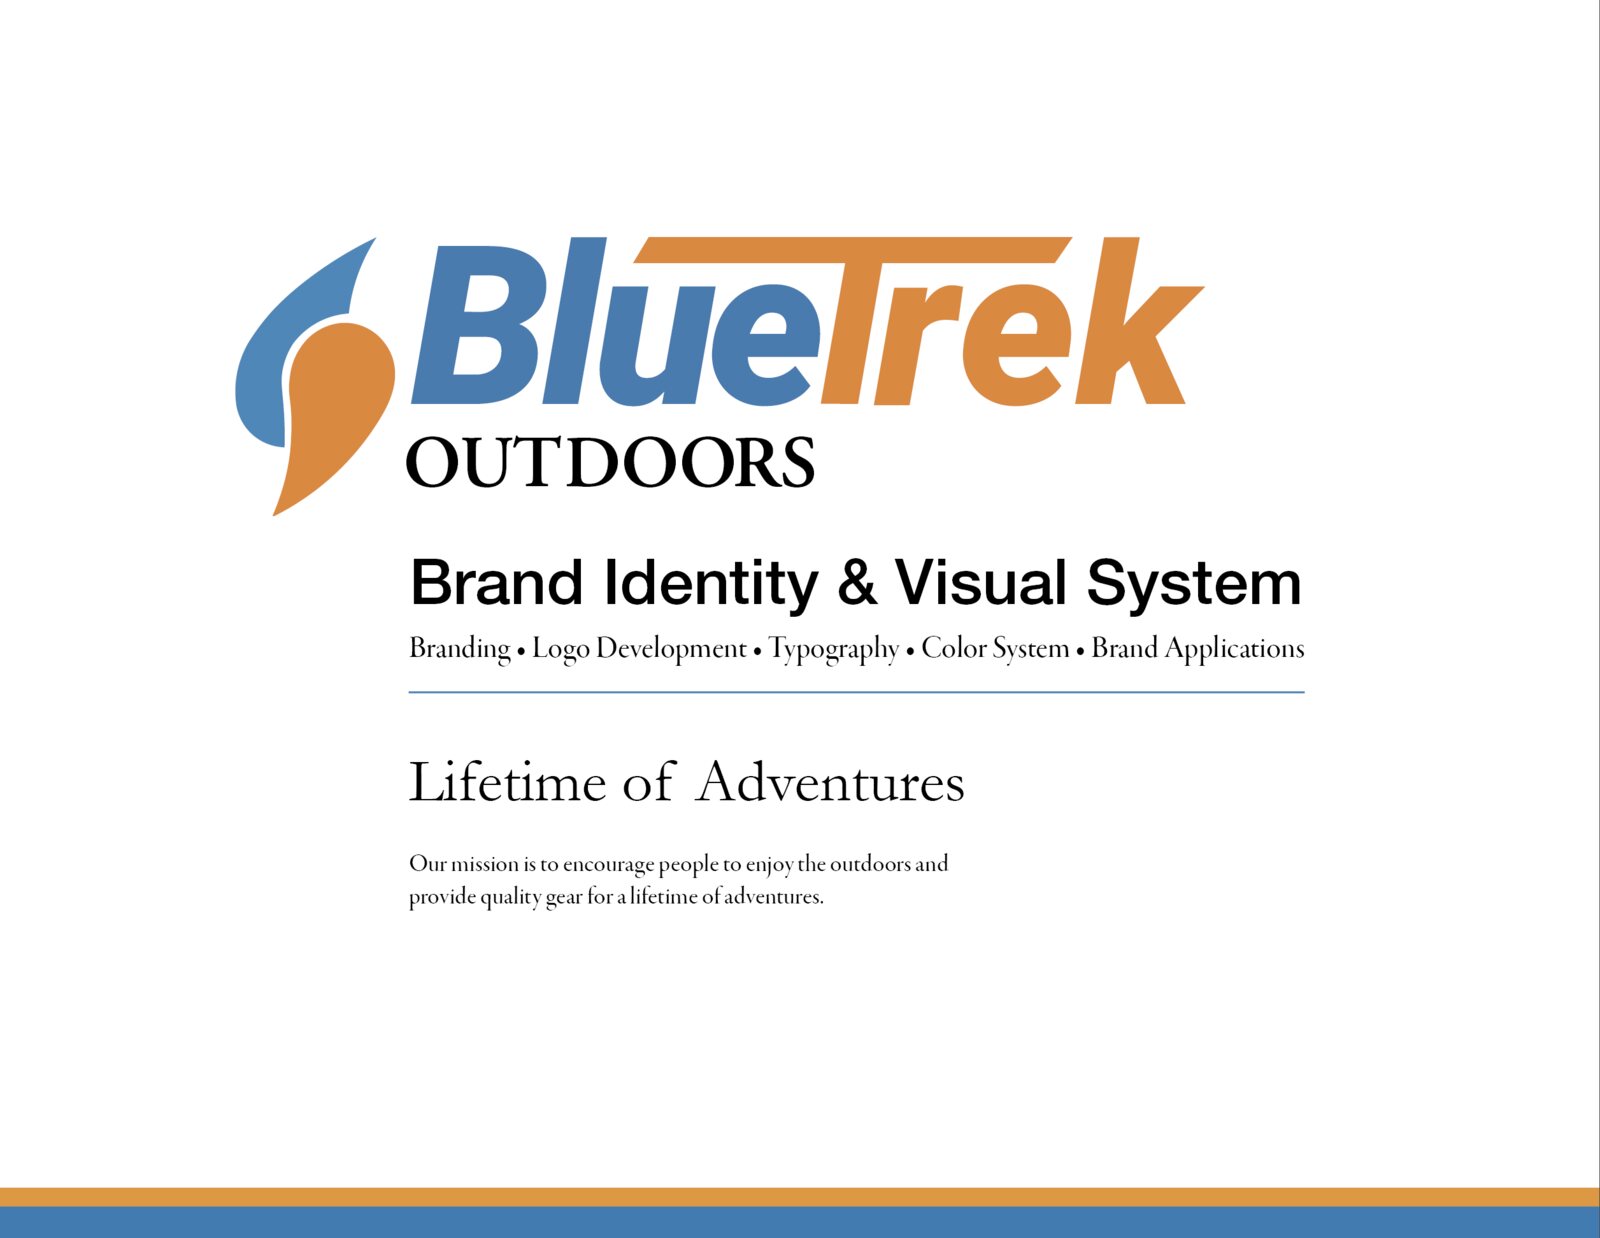 BlueTrek
OUTDOORS
Brand Identity & Visual System
Branding • Logo Development • Typography • Color System • Brand Applications
Lifetime of Adventures
Our mission is to encourage people to enjoy the outdoors and
provide quality gear for a lifetime of adventures.